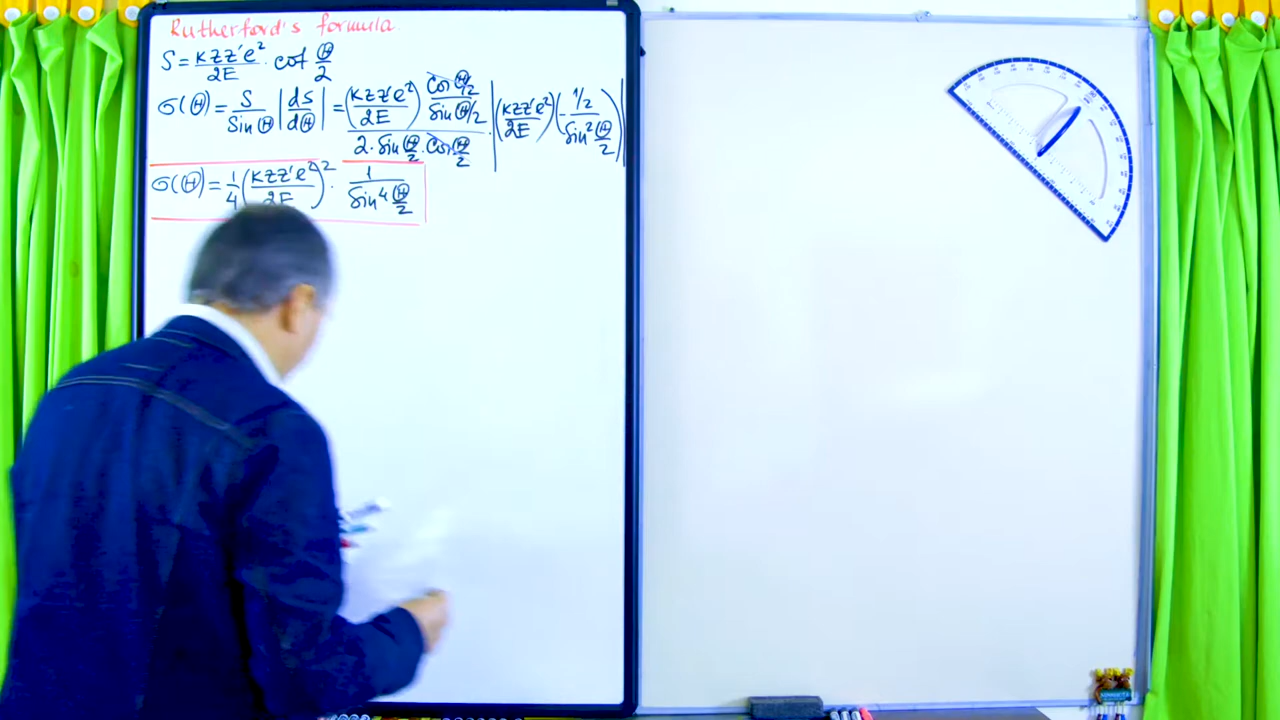 Rutherford's formula.
S = kzz'e²/2E · cot Θ/2
σ(Θ) = S/Sin Θ |ds/dΘ| = (kzz'e²/2E) cos Θ/2 / sin Θ/2 / 2·sin Θ/2 · cos Θ/2 · |(kzz'e²/2E)(-1/2 / sin² Θ/2)|
σ(Θ) = 1/4 (kzz'e²/2E)² · 1/sin⁴ Θ/2